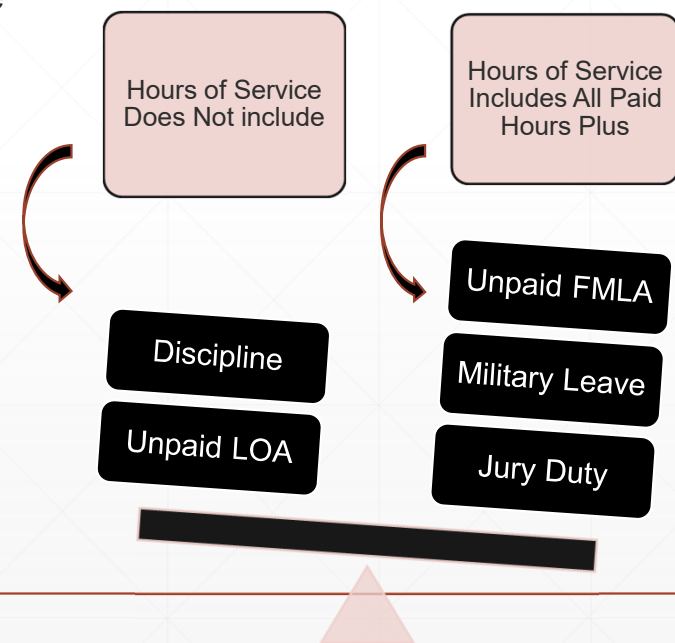 Hours of Service
Does Not include
Hours of Service
Includes All Paid
Hours Plus
Discipline
Unpaid LOA
Unpaid FMLA
Military Leave
Jury Duty